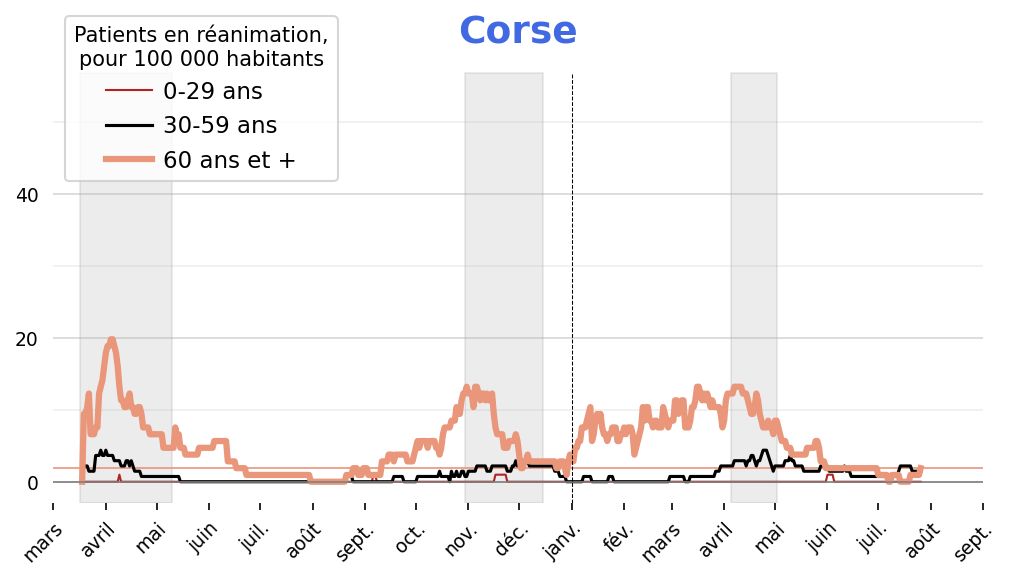 Corse
Patients en réanimation,
pour 100 000 habitants
0-29 ans
30-59 ans
60 ans et +
40
20
0
mars avril mai juin juil. août sept. oct. nov. déc. janv. fév. mars avril mai juin juil. août sept.